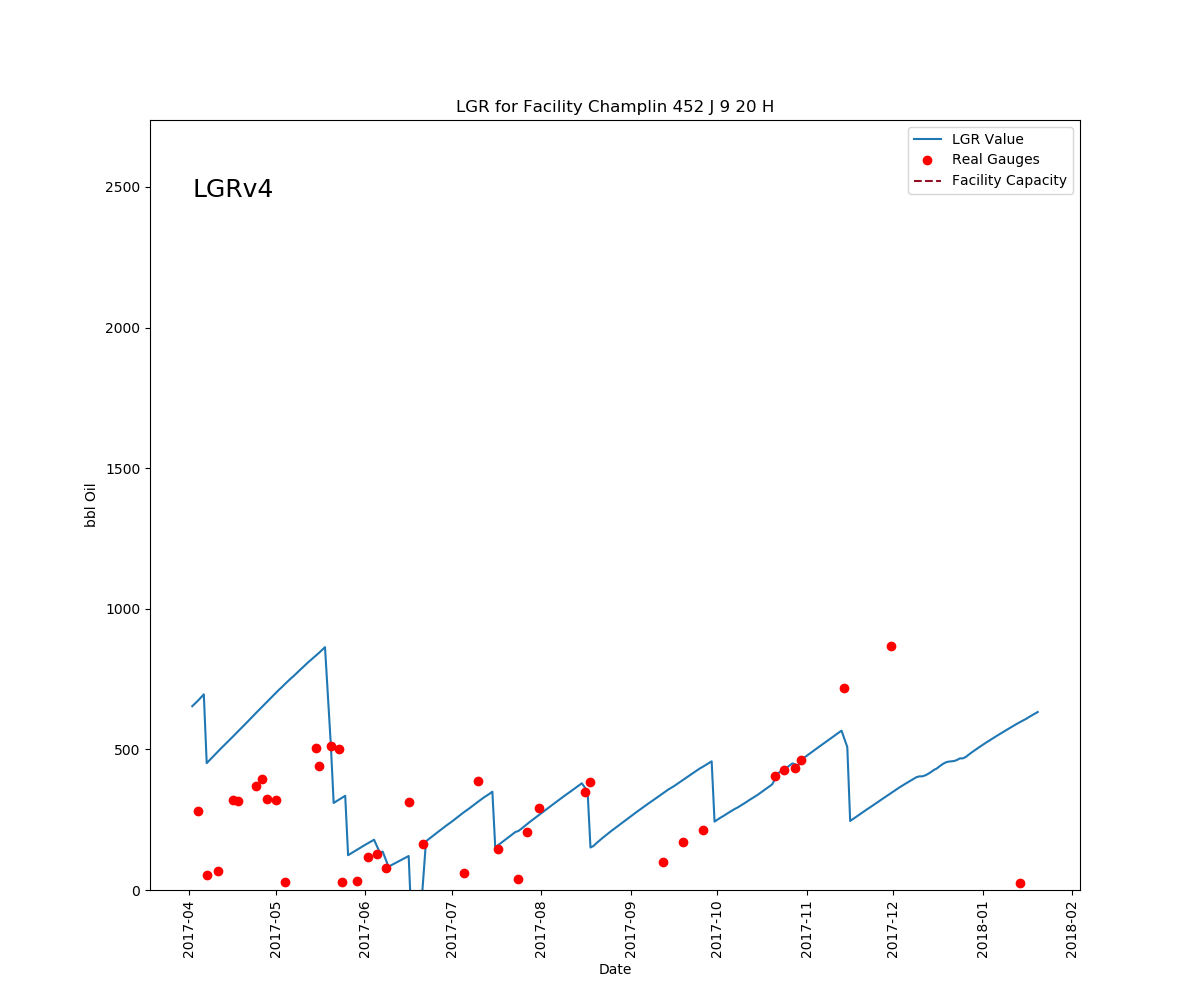 LGR for Facility Champlin 452 J 9 20 H
LGRv4
LGR Value
Real Gauges
Facility Capacity
bbl Oil
2500
2000
1500
1000
500
0
2017-04
2017-05
2017-06
2017-07
2017-08
2017-09
2017-10
2017-11
2017-12
2018-01
2018-02
Date